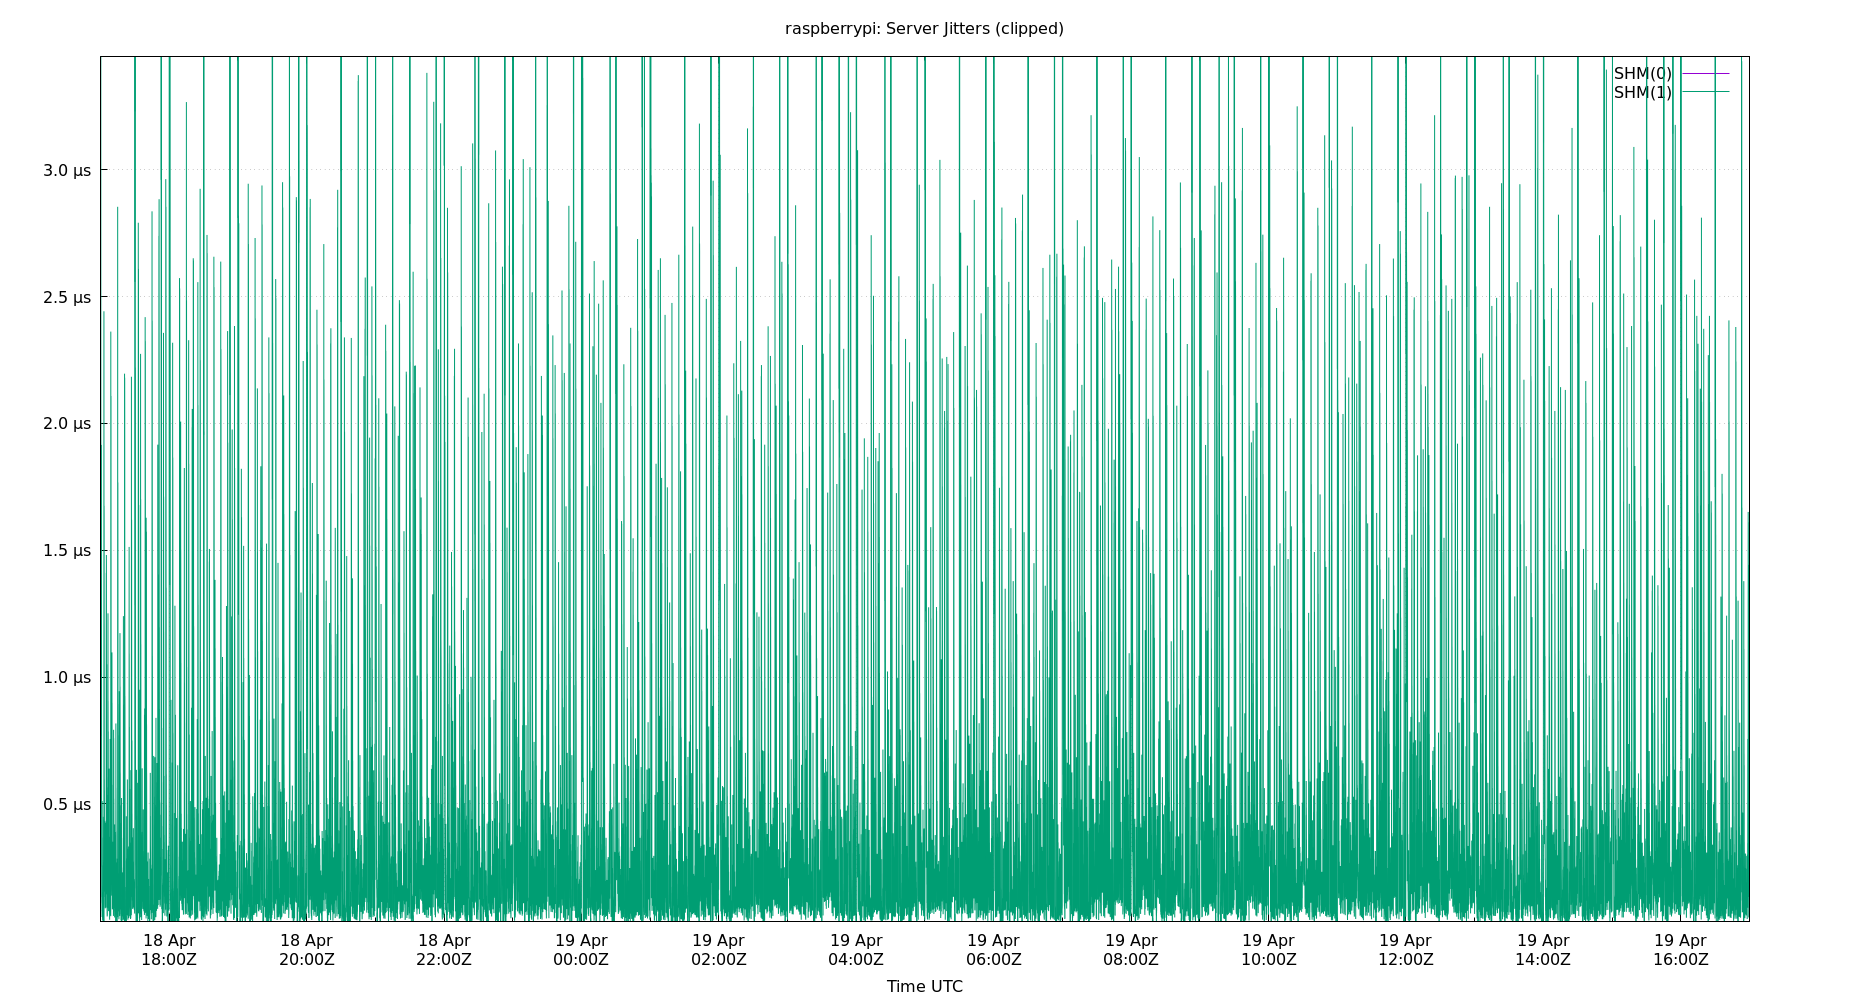 raspberrypi: Server Jitters (clipped)
SHM(0)
SHM(1)
3.0 µs
2.5 µs
2.0 µs
1.5 µs
1.0 µs
0.5 µs
18 Apr 18 Apr 18 Apr 19 Apr 19 Apr 19 Apr 19 Apr 19 Apr 19 Apr 19 Apr 19 Apr 19 Apr
18:00Z 20:00Z 22:00Z 00:00Z 02:00Z 04:00Z 06:00Z 08:00Z 10:00Z 12:00Z 14:00Z 16:00Z
Time UTC